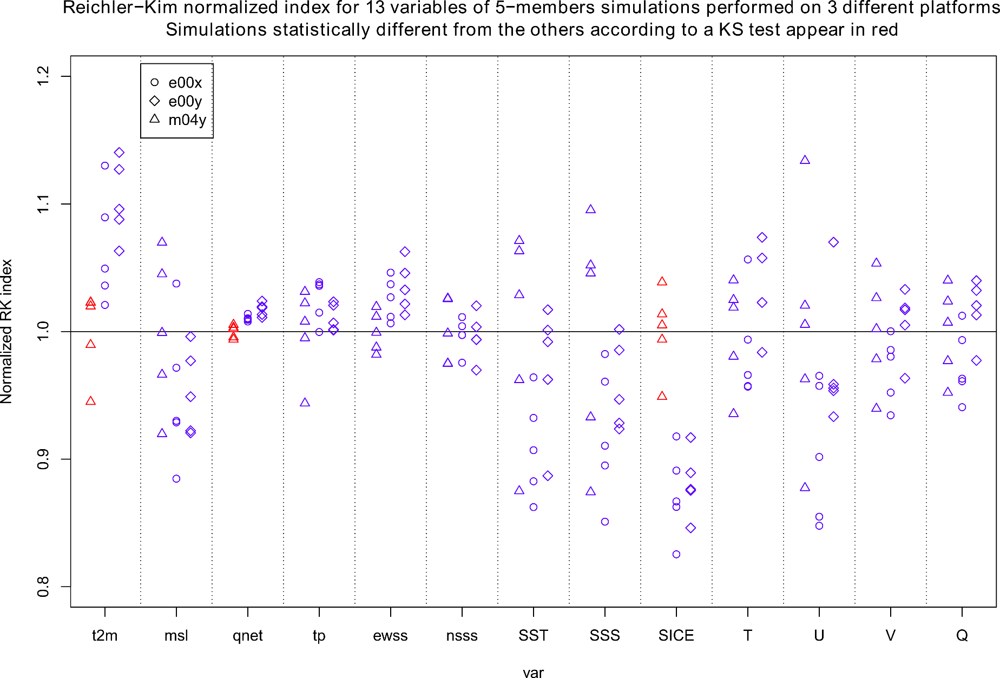 Reichler−Kim normalized index for 13 variables of 5−members simulations performed on 3 different platforms
Simulations statistically different from the others according to a KS test appear in red
e00x
e00y
m04y
Normalized RK index
1.2
1.1
1.0
0.9
0.8
t2m msl qnet tp ewss nsss SST SSS SICE T U V Q
var